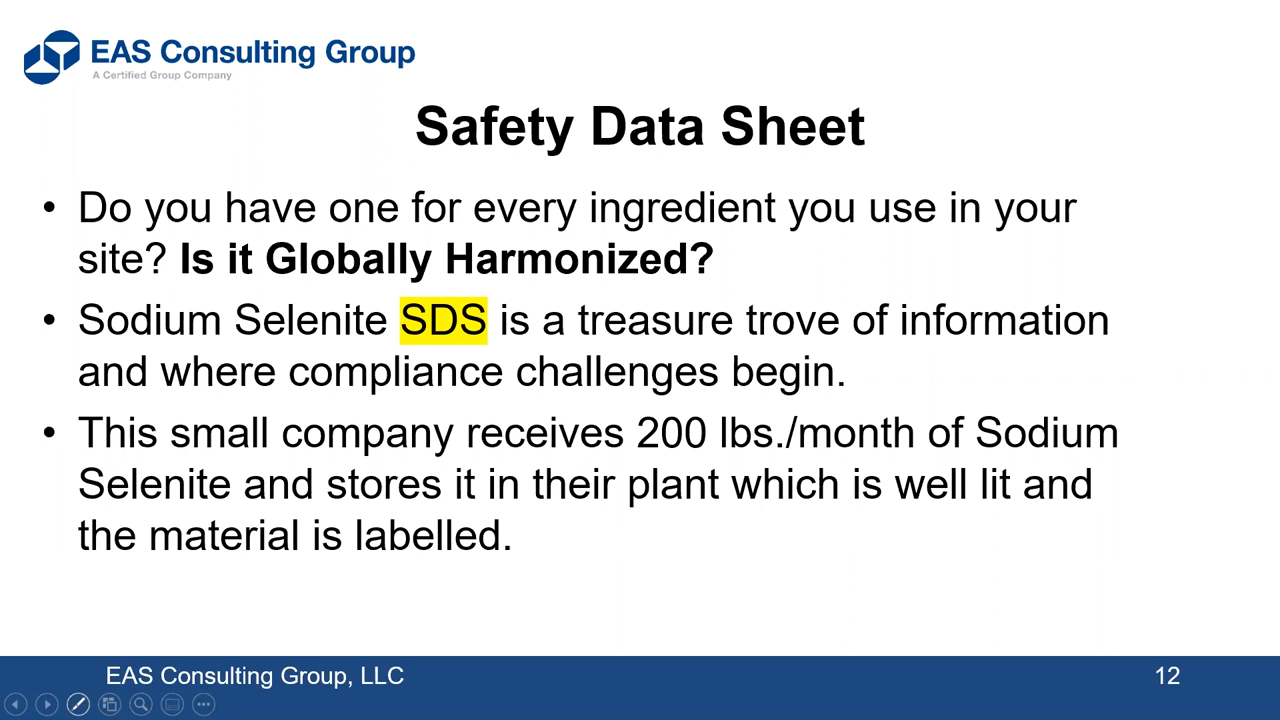 EAS Consulting Group
A Certified Group Company
Safety Data Sheet
• Do you have one for every ingredient you use in your
site? Is it Globally Harmonized?
• Sodium Selenite SDS is a treasure trove of information
and where compliance challenges begin.
• This small company receives 200 lbs./month of Sodium
Selenite and stores it in their plant which is well lit and
the material is labelled.
EAS Consulting Group, LLC
12